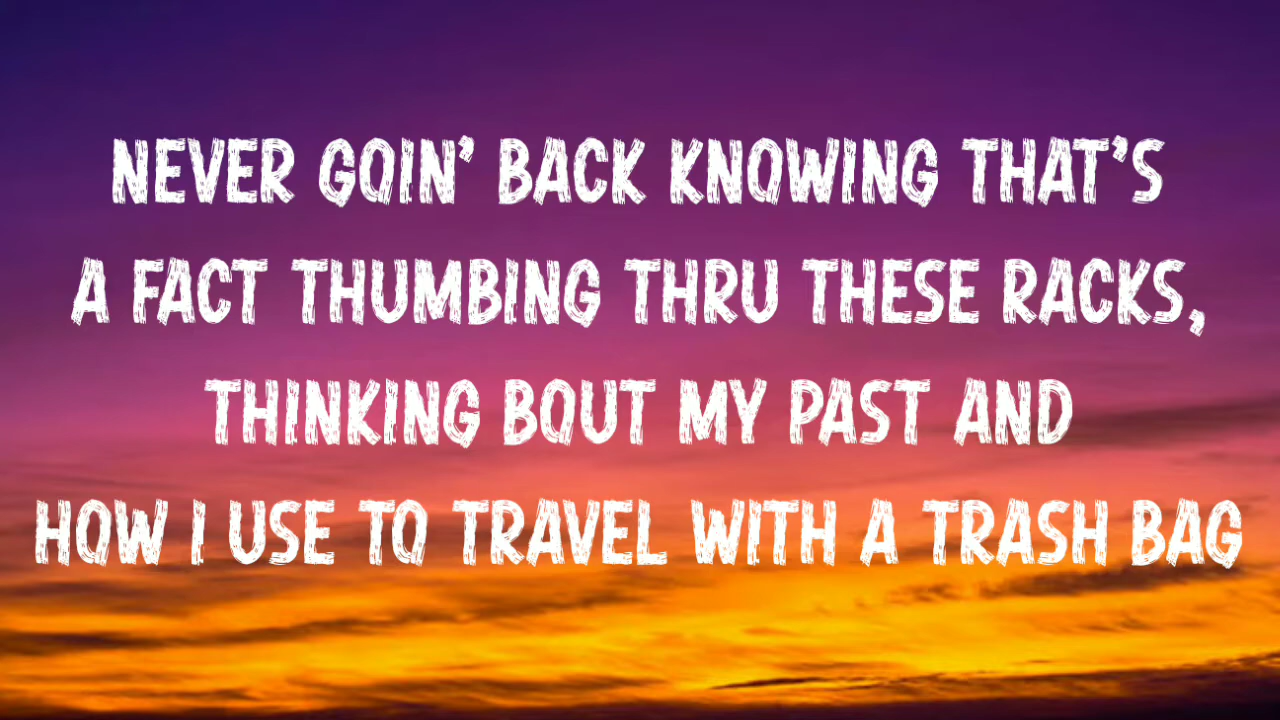 NEVER GOIN' BACK KNOWING THAT'S
A FACT THUMBING THRU THESE RACKS,
THINKING BOUT MY PAST AND
HOW I USE TO TRAVEL WITH A TRASH BAG